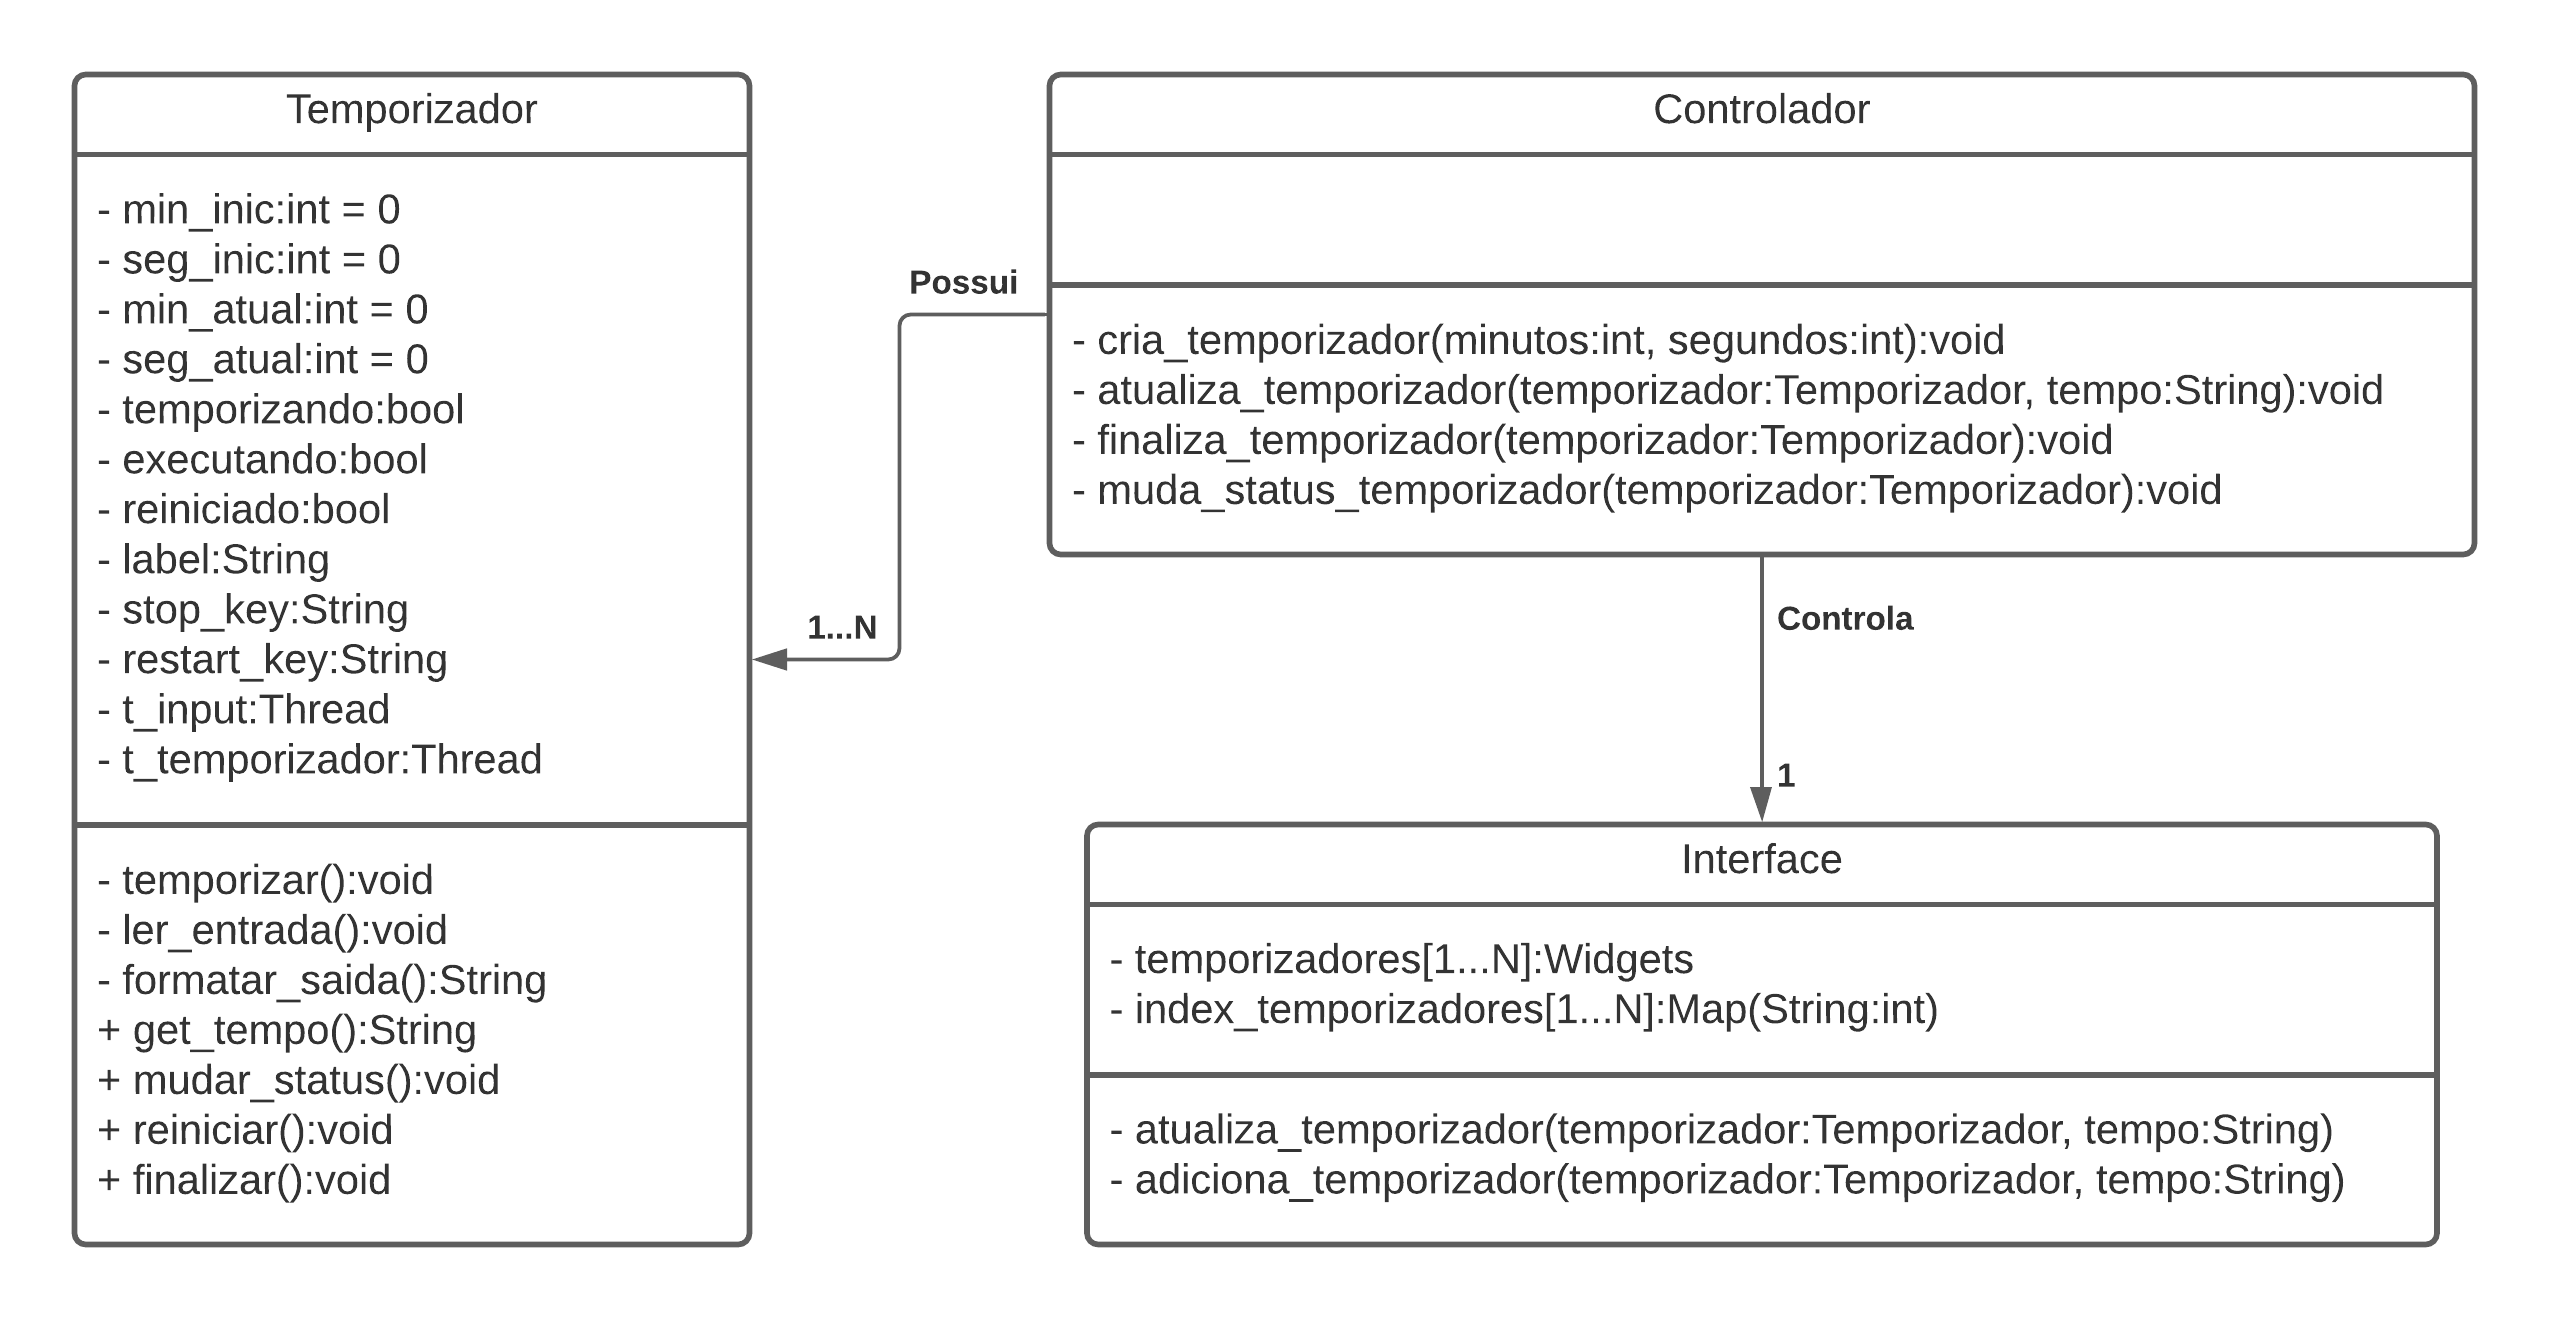 Temporizador
- min_inic:int = 0
- seg_inic:int = 0
- min_atual:int = 0
- seg_atual:int = 0
- temporizando:bool
- executando:bool
- reiniciado:bool
- label:String
- stop_key:String
- restart_key:String
- t_input:Thread
- t_temporizador:Thread
- temporizar():void
- ler_entrada():void
- formatar_saida():String
+ get_tempo():String
+ mudar_status():void
+ reiniciar():void
+ finalizar():void
Possui
1...N
Controlador
- cria_temporizador(minutos:int, segundos:int):void
- atualiza_temporizador(temporizador:Temporizador, tempo:String):void
- finaliza_temporizador(temporizador:Temporizador):void
- muda_status_temporizador(temporizador:Temporizador):void
Controla
1
Interface
- temporizadores[1...N]:Widgets
- index_temporizadores[1...N]:Map(String:int)
- atualiza_temporizador(temporizador:Temporizador, tempo:String)
- adiciona_temporizador(temporizador:Temporizador, tempo:String)